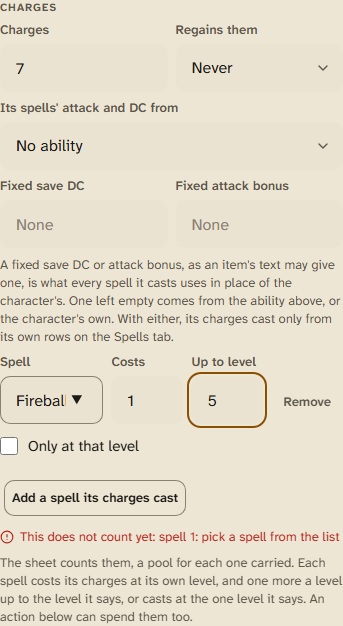 CHARGES
Charges Regains them
7 Never
Its spells' attack and DC from
No ability
Fixed save DC Fixed attack bonus
None None
A fixed save DC or attack bonus, as an item's text may give
one, is what every spell it casts uses in place of the
character's. One left empty comes from the ability above, or
the character's own. With either, its charges cast only from
its own rows on the Spells tab.
Spell Costs Up to level
Firebal 1 5 Remove
Only at that level
Add a spell its charges cast
This does not count yet: spell 1: pick a spell from the list
The sheet counts them, a pool for each one carried. Each
spell costs its charges at its own level, and one more a level
up to the level it says, or casts at the one level it says. An
action below can spend them too.